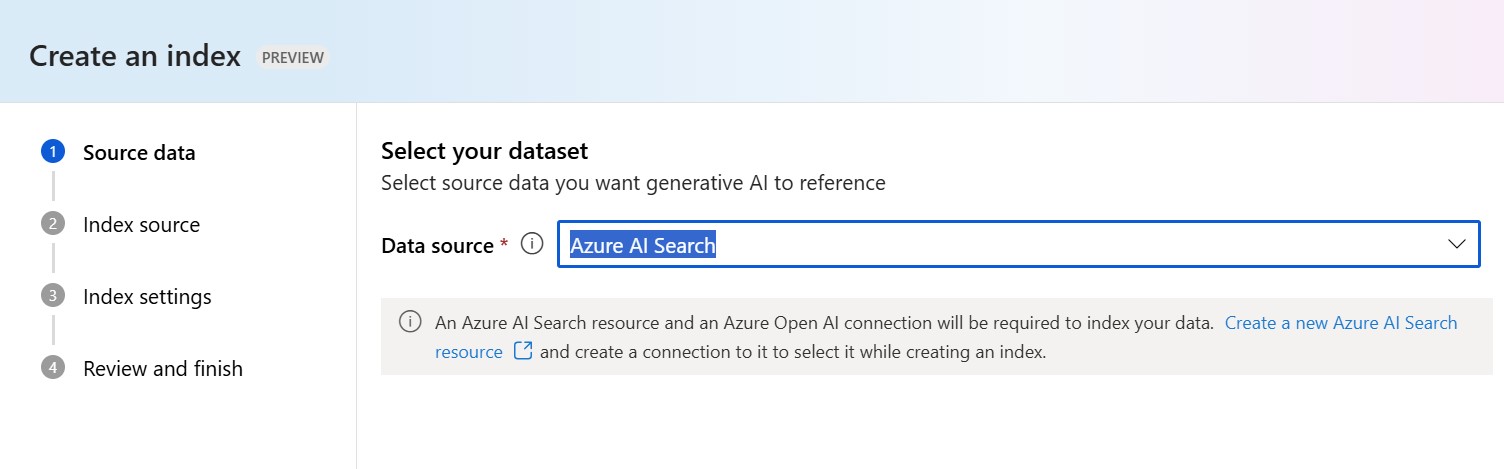 Create an index PREVIEW
1 Source data
2 Index source
3 Index settings
4 Review and finish
Select your dataset
Select source data you want generative AI to reference
Data source * Azure AI Search
An Azure AI Search resource and an Azure Open AI connection will be required to index your data. Create a new Azure AI Search
resource and create a connection to it to select it while creating an index.